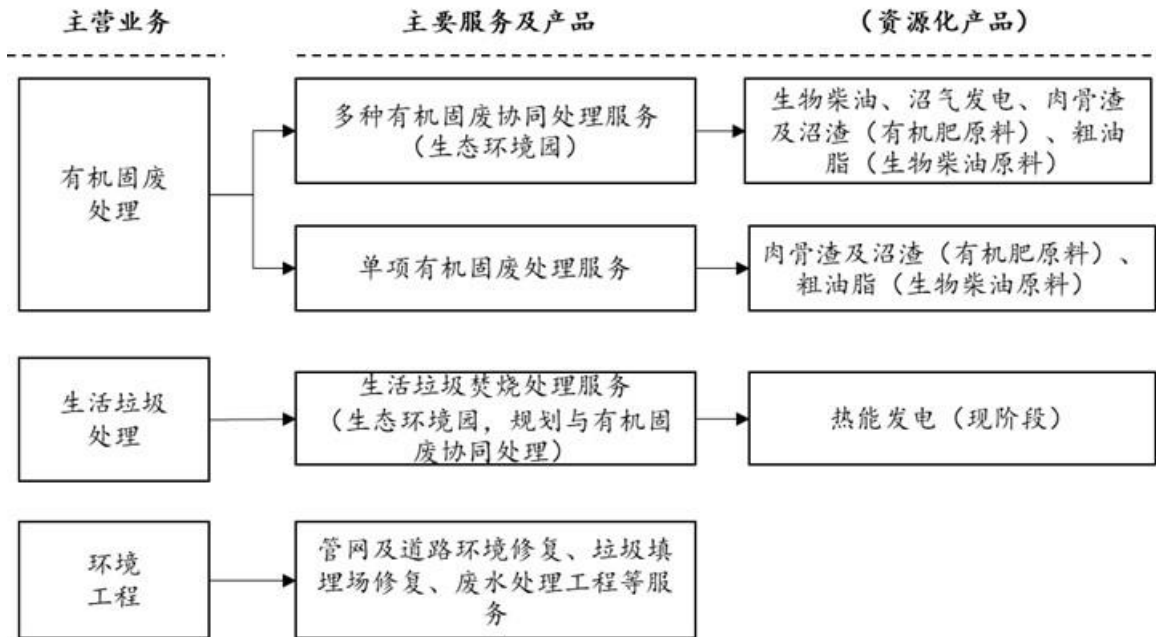 主营业务
主要服务及产品
（资源化产品）
有机固废
处理
多种有机固废协同处理服务
（生态环境园）
生物柴油、沼气发电、肉骨渣
及沼渣（有机肥原料）、粗油
脂（生物柴油原料）
单项有机固废处理服务
肉骨渣及沼渣（有机肥原料）、
粗油脂（生物柴油原料）
生活垃圾
处理
生活垃圾焚烧处理服务
（生态环境园，规划与有机固
废协同处理）
热能发电（现阶段）
环境
工程
管网及道路环境修复、垃圾填
埋场修复、废水处理工程等服
务